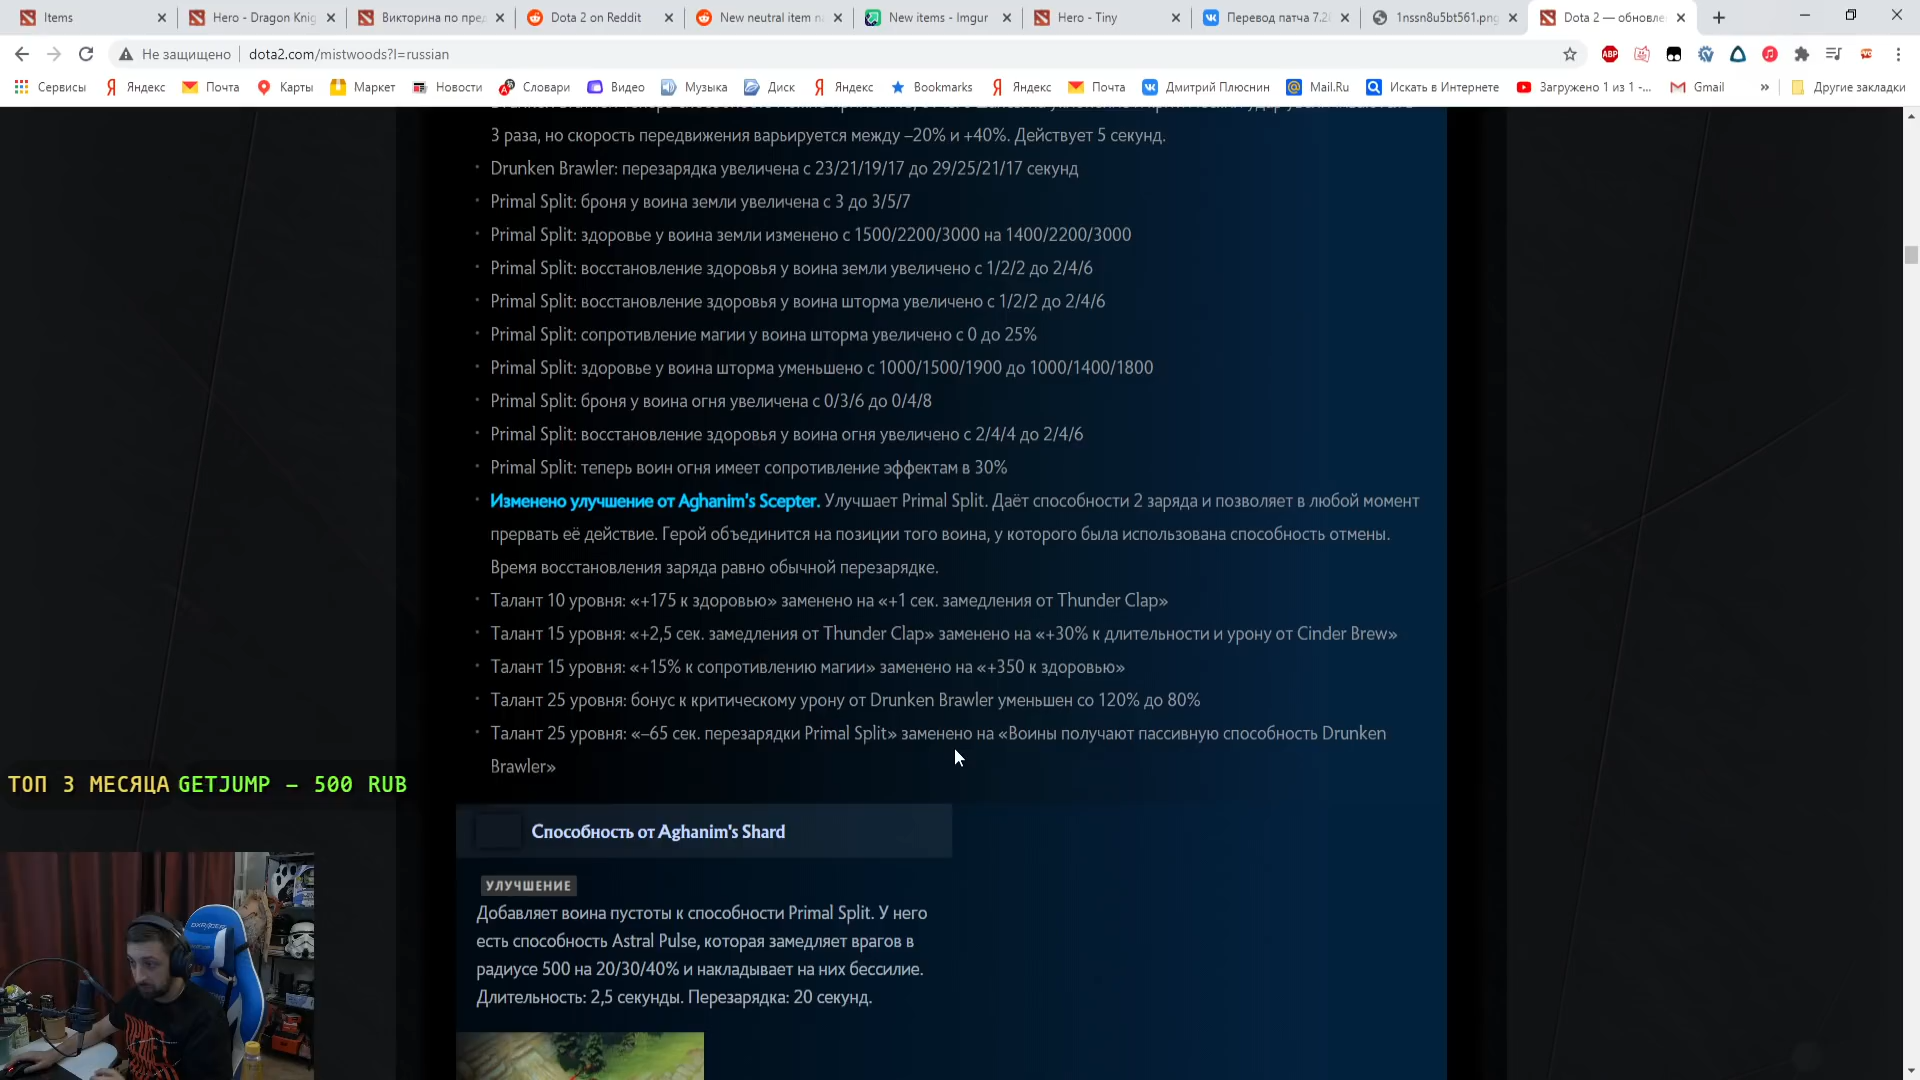 Items
Hero - Dragon Knig
Викторина по пред
Dota 2 on Reddit
New neutral item na
New items - Imgur
Hero - Tiny
Перевод патча 7.2
1nssn8u5bt561.png
Dota 2 — обновле
Не защищено
dota2.com/mistwoods?l=russian
Сервисы
Яндекс
Почта
Карты
Маркет
Новости
Словари
Видео
Музыка
Диск
Яндекс
Bookmarks
Яндекс
Почта
Дмитрий Плюснин
Mail.Ru
Искать в Интернете
Загружено 1 из 1 -...
Gmail
»
Другие закладки
3 раза, но скорость передвижения варьируется между –20% и +40%. Действует 5 секунд.
Drunken Brawler: перезарядка увеличена с 23/21/19/17 до 29/25/21/17 секунд
Primal Split: броня у воина земли увеличена с 3 до 3/5/7
Primal Split: здоровье у воина земли изменено с 1500/2200/3000 на 1400/2200/3000
Primal Split: восстановление здоровья у воина земли увеличено с 1/2/2 до 2/4/6
Primal Split: восстановление здоровья у воина шторма увеличено с 1/2/2 до 2/4/6
Primal Split: сопротивление магии у воина шторма увеличено с 0 до 25%
Primal Split: здоровье у воина шторма уменьшено с 1000/1500/1900 до 1000/1400/1800
Primal Split: броня у воина огня увеличена с 0/3/6 до 0/4/8
Primal Split: восстановление здоровья у воина огня увеличено с 2/4/4 до 2/4/6
Primal Split: теперь воин огня имеет сопротивление эффектам в 30%
Изменено улучшение от Aghanim's Scepter. Улучшает Primal Split. Даёт способности 2 заряда и позволяет в любой момент
прервать её действие. Герой объединится на позиции того воина, у которого была использована способность отмены.
Время восстановления заряда равно обычной перезарядке.
Талант 10 уровня: «+175 к здоровью» заменено на «+1 сек. замедления от Thunder Clap»
Талант 15 уровня: «+2,5 сек. замедления от Thunder Clap» заменено на «+30% к длительности и урону от Cinder Brew»
Талант 15 уровня: «+15% к сопротивлению магии» заменено на «+350 к здоровью»
Талант 25 уровня: бонус к критическому урону от Drunken Brawler уменьшен со 120% до 80%
Талант 25 уровня: «–65 сек. перезарядки Primal Split» заменено на «Воины получают пассивную способность Drunken
Brawler»
ТОП 3 МЕСЯЦА GETJUMP – 500 RUB
Способность от Aghanim's Shard
УЛУЧШЕНИЕ
Добавляет воина пустоты к способности Primal Split. У него
есть способность Astral Pulse, которая замедляет врагов в
радиусе 500 на 20/30/40% и накладывает на них бессилие.
Длительность: 2,5 секунды. Перезарядка: 20 секунд.